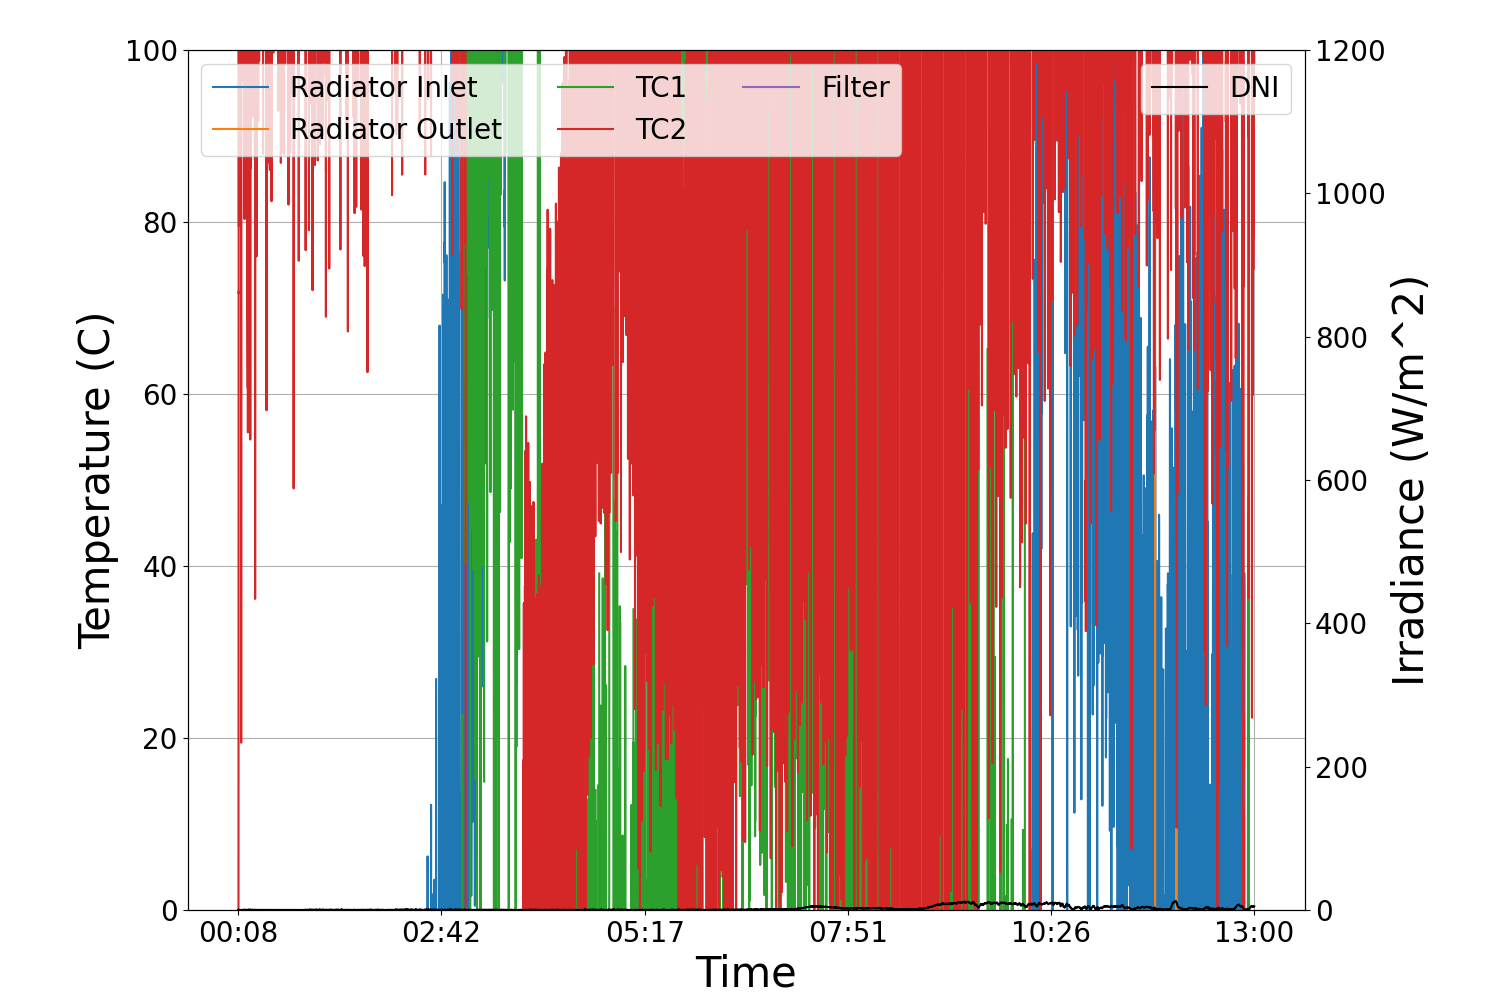 100
80
60
40
20
0
Temperature (C)
Radiator Inlet
Radiator Outlet
TC1
TC2
Filter
DNI
1200
1000
800
600
400
200
0
Irradiance (W/m^2)
00:08
02:42
05:17
07:51
10:26
13:00
Time